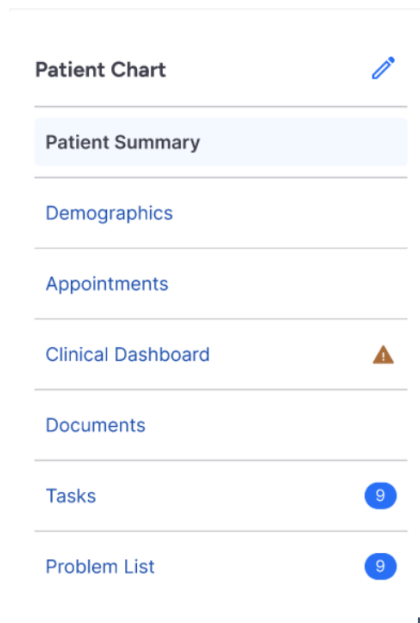 Patient Chart
Patient Summary
Demographics
Appointments
Clinical Dashboard
Documents
Tasks 9
Problem List 9